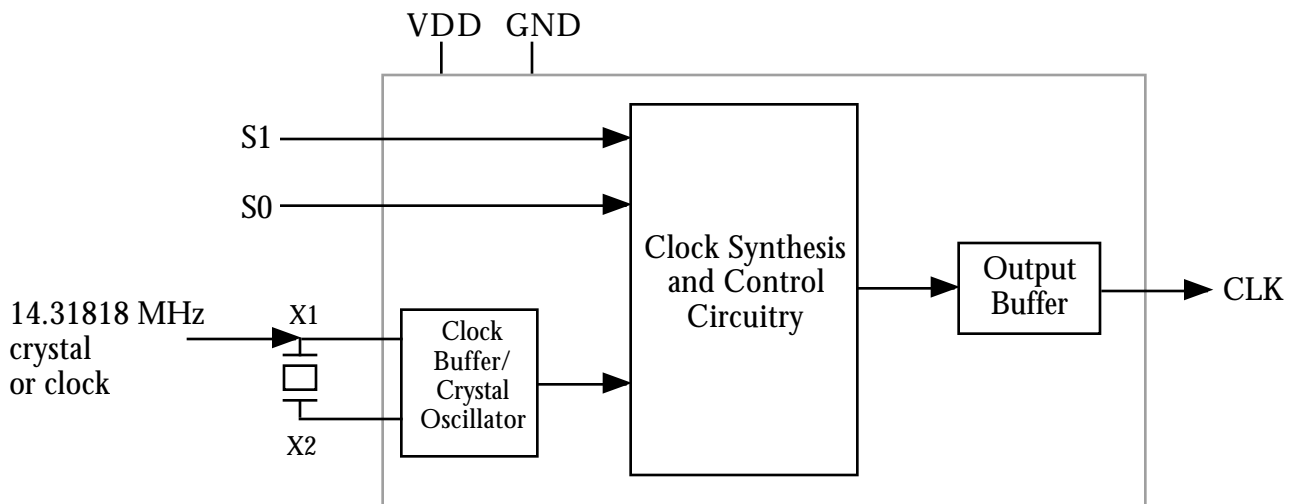 VDD GND
S1
S0
Clock Synthesis
and Control
Circuitry
Output
Buffer
CLK
14.31818 MHz
crystal
or clock
X1
X2
Clock
Buffer/
Crystal
Oscillator